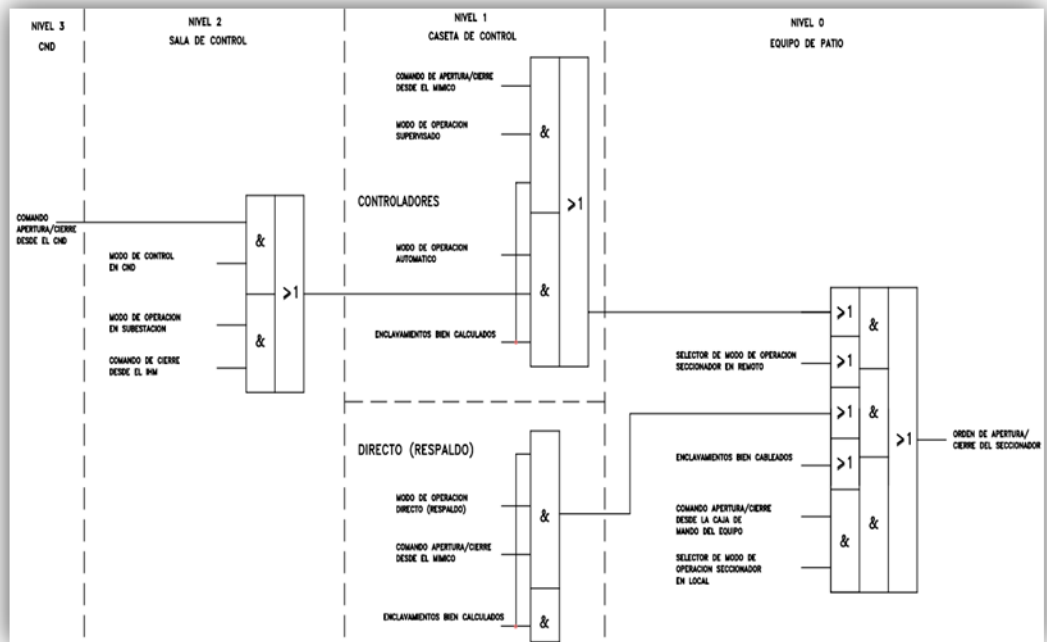 NIVEL 3
CND
NIVEL 2
SALA DE CONTROL
NIVEL 1
CASETA DE CONTROL
NIVEL 0
EQUIPO DE PATIO
COMANDO
APERTURA/CIERRE
DESDE EL CND
MODO DE CONTROL
EN CND
MODO DE OPERACION
EN SUBESTACION
COMANDO DE CIERRE
DESDE EL IHM
&
&
>1
COMANDO DE APERTURA/CIERRE
DESDE EL MIMICO
MODO DE OPERACION
SUPERVISADO
CONTROLADORES
MODO DE OPERACION
AUTOMATICO
ENCLAVAMIENTOS BIEN CALCULADOS
&
&
>1
DIRECTO (RESPALDO)
MODO DE OPERACION
DIRECTO (RESPALDO)
COMANDO APERTURA/CIERRE
DESDE EL MIMICO
ENCLAVAMIENTOS BIEN CALCULADOS
&
&
SELECTOR DE MODO DE OPERACION
SECCIONADOR EN REMOTO
ENCLAVAMIENTOS BIEN CABLEADOS
COMANDO APERTURA/CIERRE
DESDE LA CAJA DE
MANDO DEL EQUIPO
SELECTOR DE MODO DE
OPERACION SECCIONADOR
EN LOCAL
>1
>1
>1
>1
&
&
&
&
>1
ORDEN DE APERTURA/
CIERRE DEL SECCIONADOR